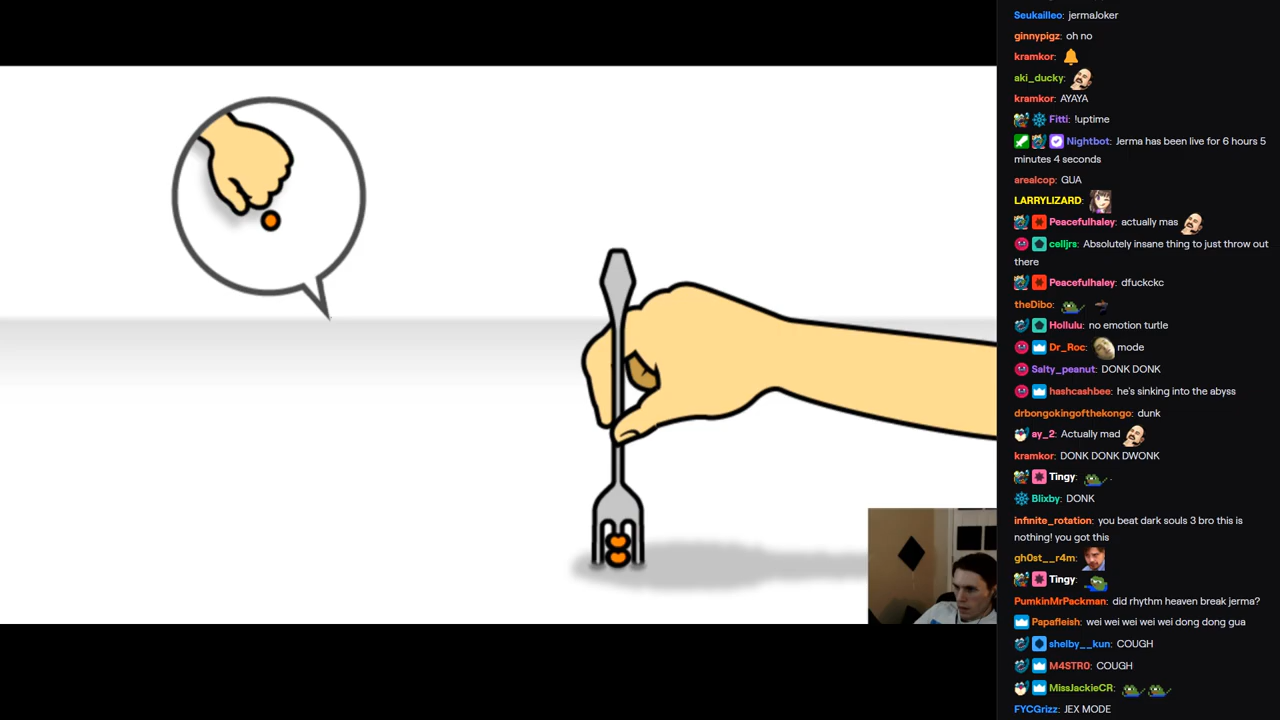 Seukailleo: jermaJoker
ginnypigz: oh no
kramkor:
aki_ducky:
kramkor: AYAYA
Fitti: !uptime
Nightbot: Jerma has been live for 6 hours 5
minutes 4 seconds
arealcop: GUA
LARRYLIZARD:
Peacefulhaley: actually mas
celljrs: Absolutely insane thing to just throw out
there
Peacefulhaley: dfuckckc
theDibo:
Hollulu: no emotion turtle
Dr_Roc: mode
Salty_peanut: DONK DONK
hashcashbee: he's sinking into the abyss
drbongokingofthekongo: dunk
ay_2: Actually mad
kramkor: DONK DONK DWONK
Tingy: .
Blixby: DONK
infinite_rotation: you beat dark souls 3 bro this is
nothing! you got this
gh0st__r4m:
Tingy:
PumkinMrPackman: did rhythm heaven break jerma?
Papafleish: wei wei wei wei wei dong dong gua
shelby__kun: COUGH
M4STR0: COUGH
MissJackieCR:
FYCGrizz: JEX MODE